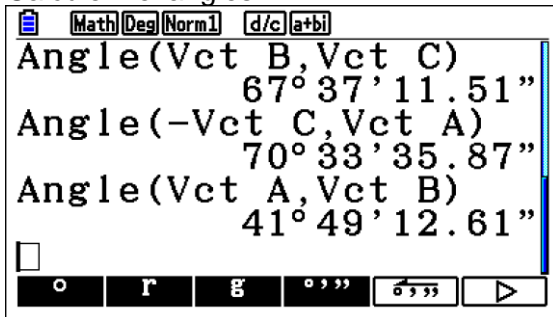 Math Deg Norm1 d/c a+bi
Angle(Vct B,Vct C)
67°37'11.51"
Angle(-Vct C,Vct A)
70°33'35.87"
Angle(Vct A,Vct B)
41°49'12.61"
° r g °'" °'" ▷